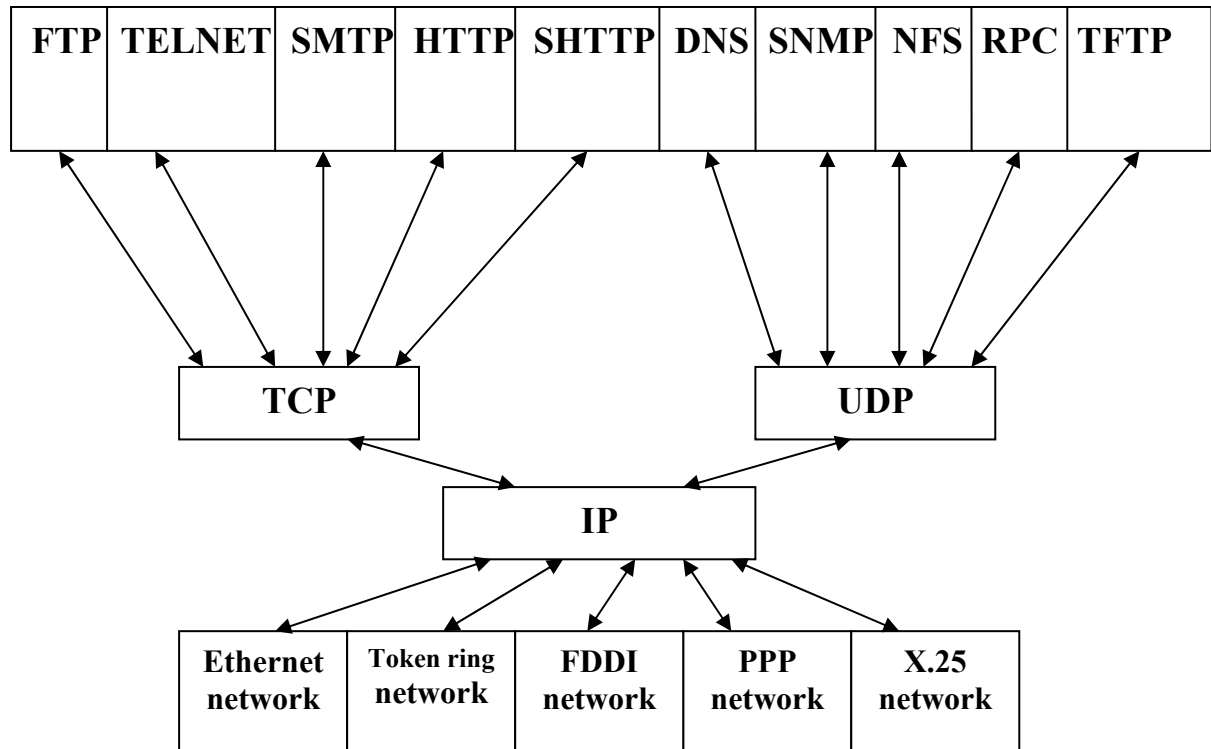 FTP TELNET SMTP HTTP SHTTP DNS SNMP NFS RPC TFTP
TCP UDP
IP
Ethernet network
Token ring network
FDDI network
PPP network
X.25 network